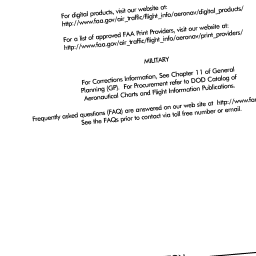 For digital products, visit our website at:
http://www.faa.gov/air_traffic/flight_info/aeronav/digital_products/
For a list of approved FAA Print Providers, visit our website at:
http://www.faa.gov/air_traffic/flight_info/aeronav/print_providers/
MILITARY
For Corrections Information, See Chapter 11 of General
Planning (GP). For Procurement refer to DOD Catalog of
Aeronautical Charts and Flight Information Publications.
Frequently asked questions (FAQ) are answered on our web site at http://www.faa
See the FAQs prior to contact via toll free number or email.